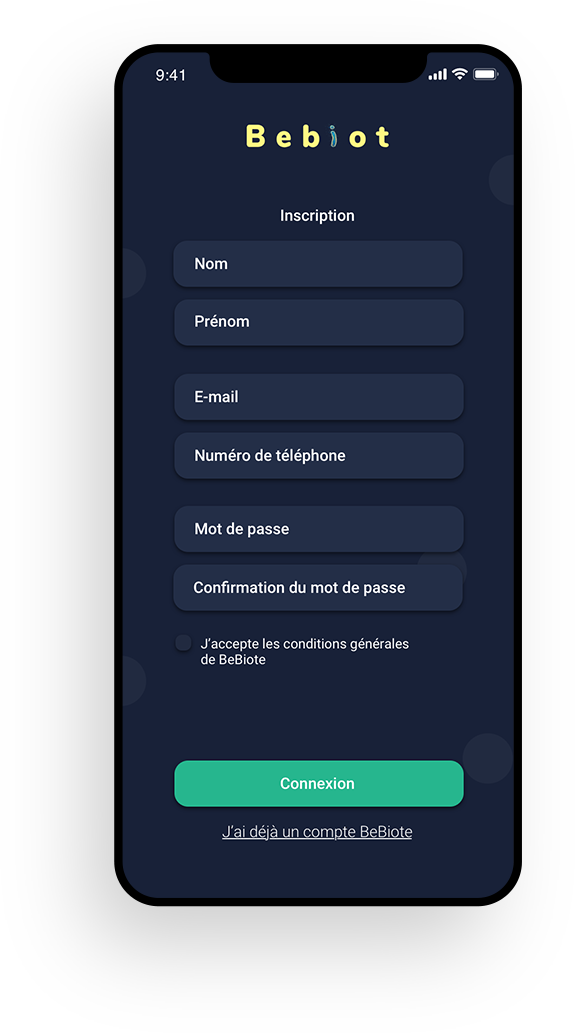 9:41
Bebiot
Inscription
Nom
Prénom
E-mail
Numéro de téléphone
Mot de passe
Confirmation du mot de passe
J'accepte les conditions générales
de BeBiote
Connexion
J'ai déjà un compte BeBiote